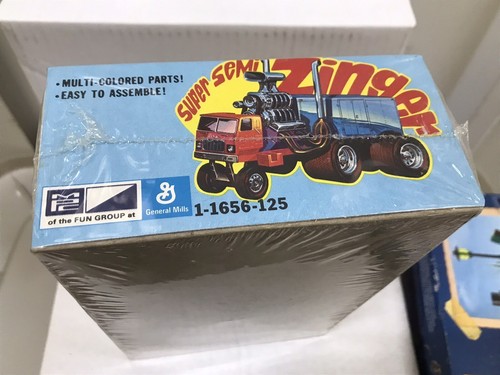 • MULTI-COLORED PARTS!
• EASY TO ASSEMBLE!
Super Semi Zinger
mpc
of the FUN GROUP at
G
General Mills
1-1656-125